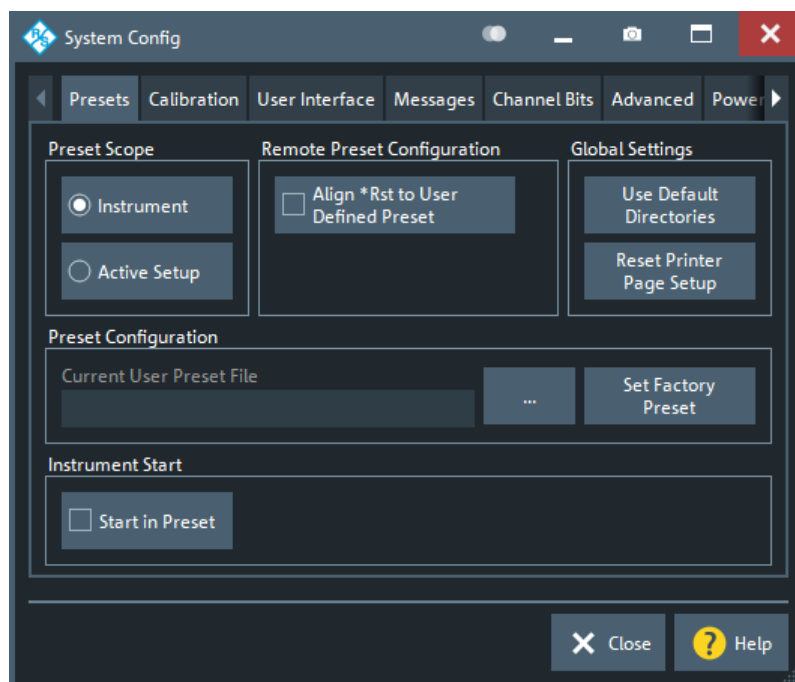 R&S System Config
Presets Calibration User Interface Messages Channel Bits Advanced Power
Preset Scope Remote Preset Configuration Global Settings
Instrument
Active Setup
Align *Rst to User
Defined Preset
Use Default
Directories
Reset Printer
Page Setup
Preset Configuration
Current User Preset File
...
Set Factory
Preset
Instrument Start
Start in Preset
Close
? Help